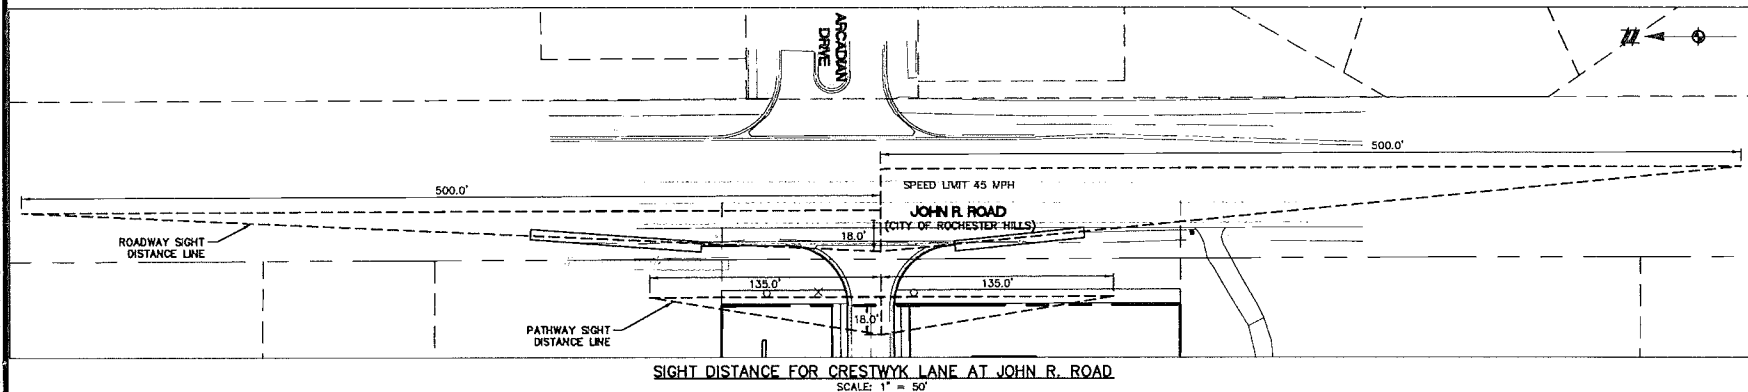 ARCADIAN
DRIVE
500.0'
500.0'
SPEED LIMIT 45 MPH
JOHN R. ROAD
(CITY OF ROCHESTER HILLS)
18.0'
ROADWAY SIGHT
DISTANCE LINE
135.0'
135.0'
18.0'
PATHWAY SIGHT
DISTANCE LINE
SIGHT DISTANCE FOR CRESTWYK LANE AT JOHN R. ROAD
SCALE: 1" = 50'